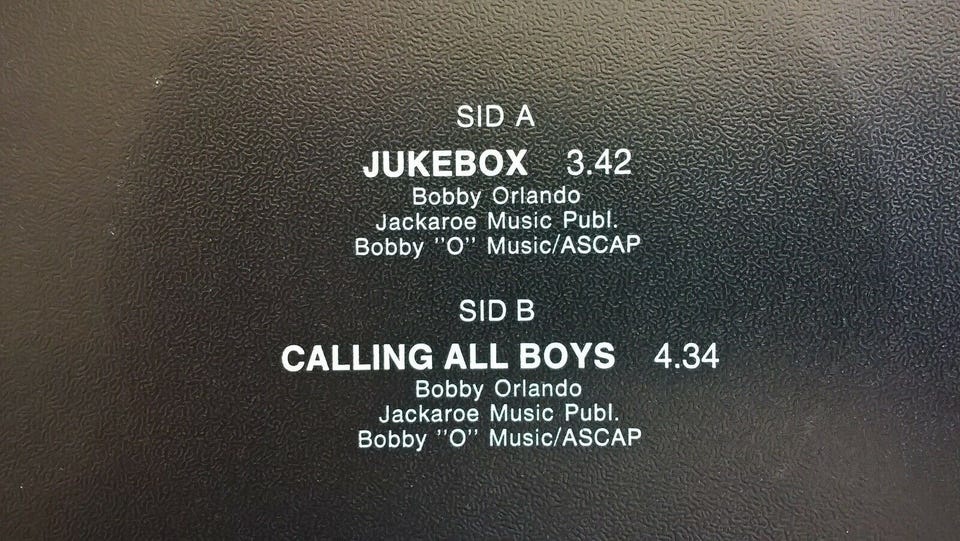 SID A
JUKEBOX 3.42
Bobby Orlando
Jackaroe Music Publ.
Bobby "O" Music/ASCAP
SID B
CALLING ALL BOYS 4.34
Bobby Orlando
Jackaroe Music Publ.
Bobby "O" Music/ASCAP